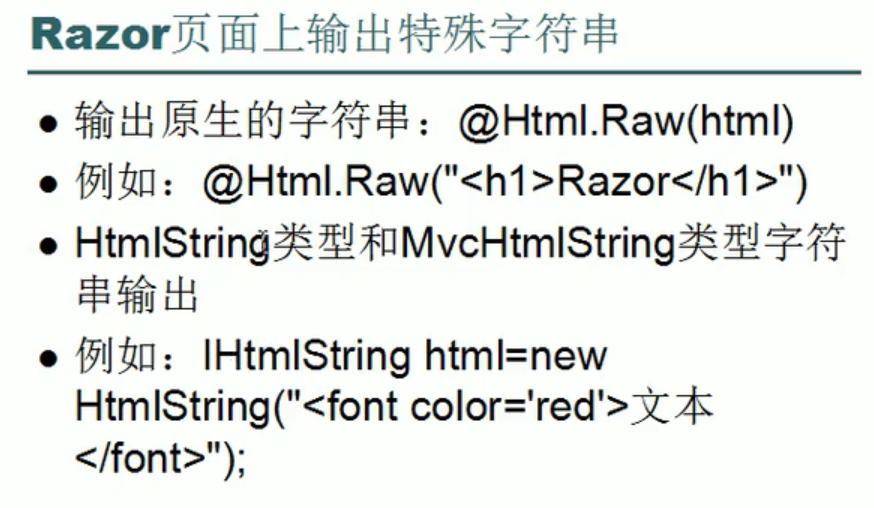 Razor页面上输出特殊字符串
● 输出原生的字符串：@Html.Raw(html)
● 例如：@Html.Raw("<h1>Razor</h1>")
● HtmlString类型和MvcHtmlString类型字符
串输出
● 例如：IHtmlString html=new
HtmlString("<font color='red'>文本
</font>");